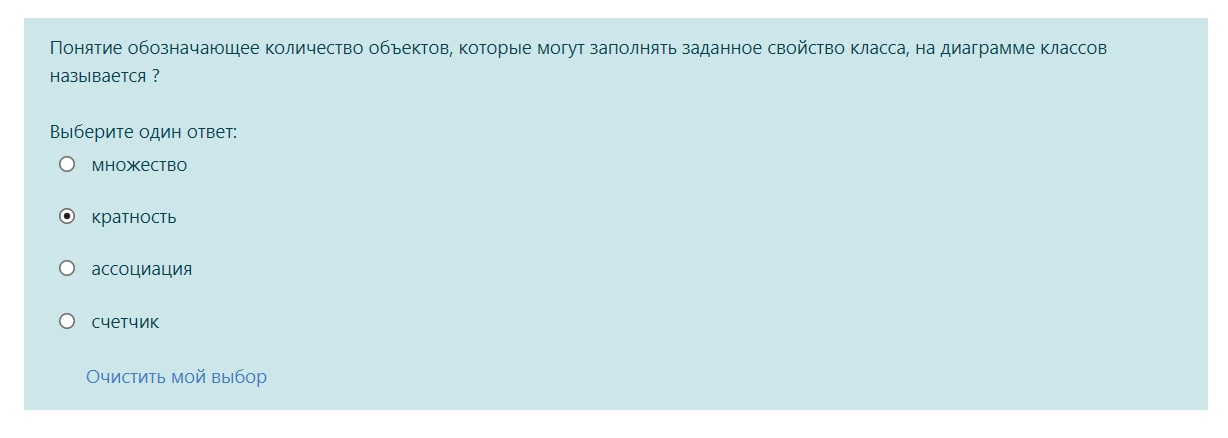 Понятие обозначающее количество объектов, которые могут заполнять заданное свойство класса, на диаграмме классов
называется ?
Выберите один ответ:
множество
кратность
ассоциация
счетчик
Очистить мой выбор